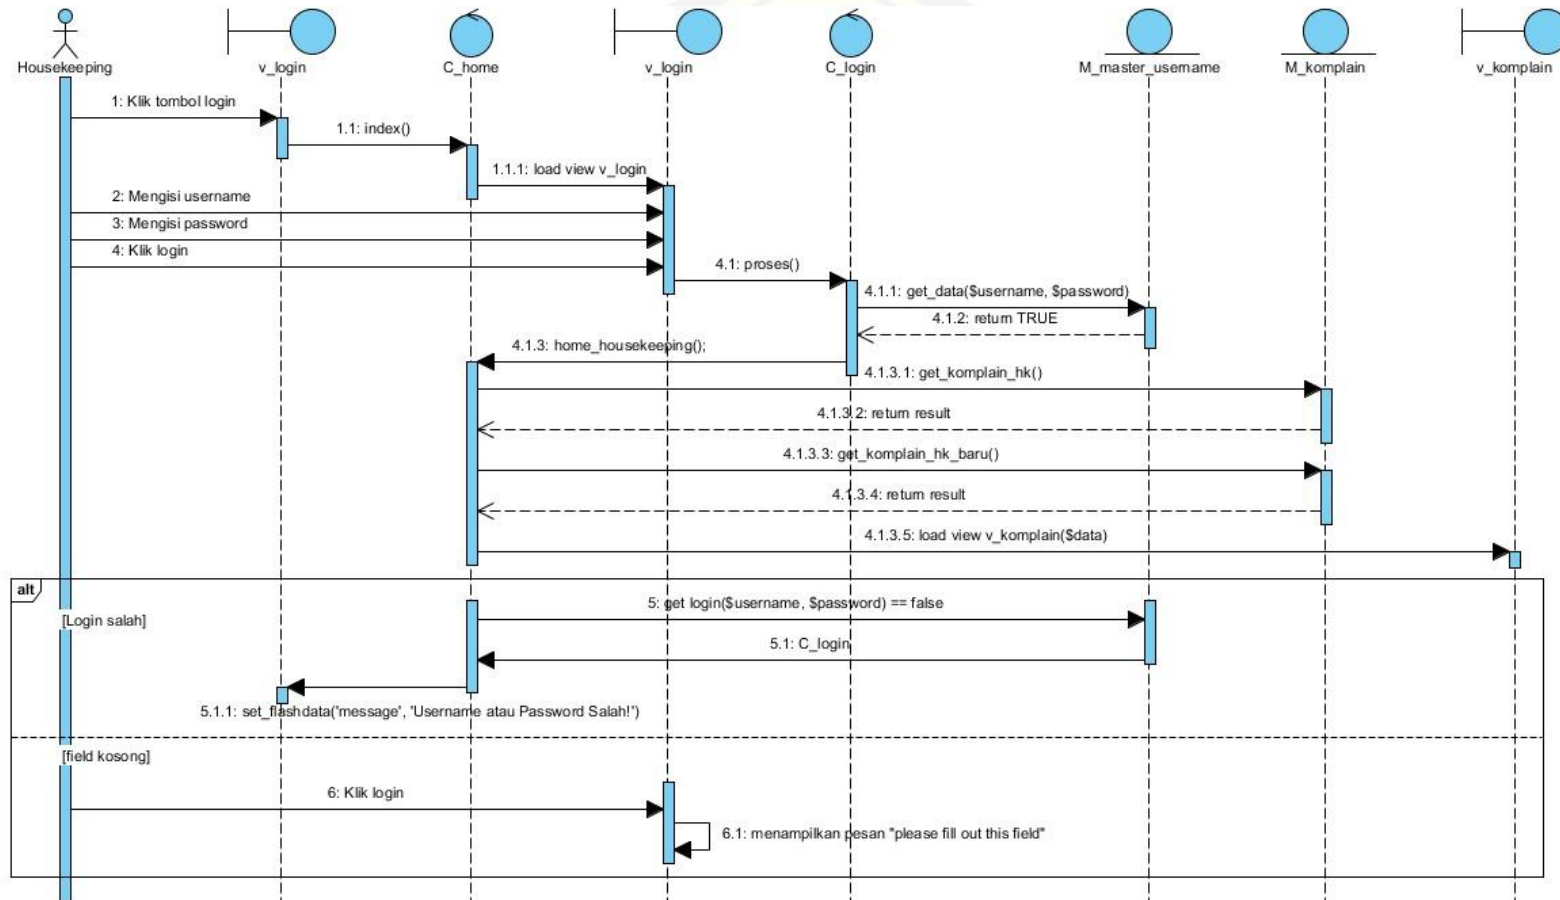 Housekeeping
v_login
C_home
v_login
C_login
M_master_username
M_komplain
v_komplain
1: Klik tombol login
1.1: index()
1.1.1: load view v_login
2: Mengisi username
3: Mengisi password
4: Klik login
4.1: proses()
4.1.1: get_data($username, $password)
4.1.2: return TRUE
4.1.3: home_housekeeping();
4.1.3.1: get_komplain_hk()
4.1.3.2: return result
4.1.3.3: get_komplain_hk_baru()
4.1.3.4: return result
4.1.3.5: load view v_komplain($data)
alt
[Login salah]
5: get login($username, $password) == false
5.1: C_login
5.1.1: set_flashdata("message", "Username atau Password Salah!")
[field kosong]
6: Klik login
6.1: menampilkan pesan "please fill out this field"